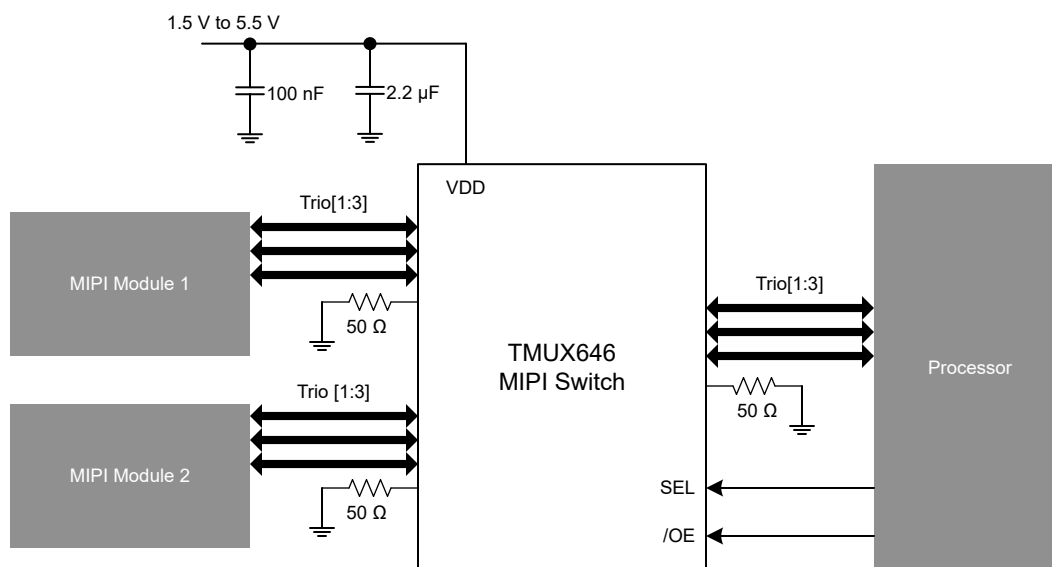 1.5 V to 5.5 V
100 nF
2.2 µF
VDD
Trio[1:3]
MIPI Module 1
50 Ω
Trio[1:3]
TMUX646
MIPI Switch
Processor
Trio [1:3]
50 Ω
MIPI Module 2
SEL
50 Ω
/OE